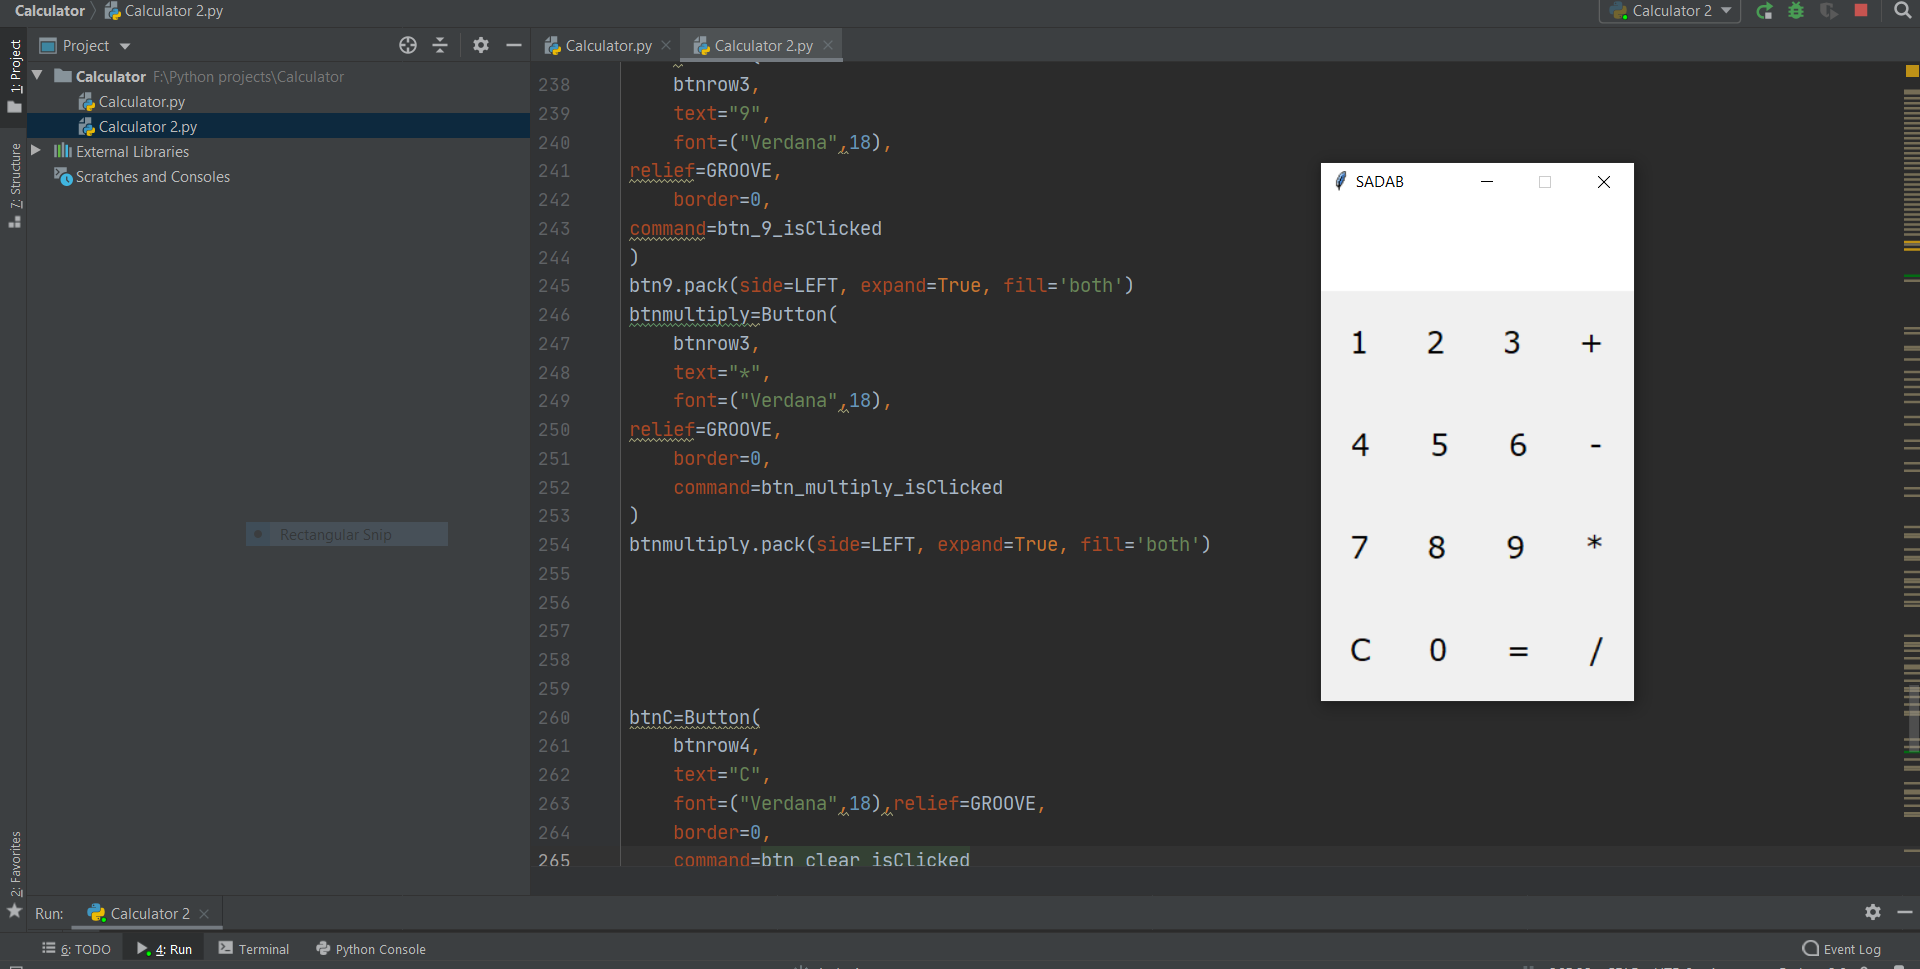 Calculator
Calculator 2.py
Calculator 2
Project
Calculator.py
Calculator 2.py
1: Project
7: Structure
2: Favorites
Calculator F:\Python projects\Calculator
Calculator.py
Calculator 2.py
External Libraries
Scratches and Consoles
Rectangular Snip
238 btnrow3,
239 text="9",
240 font=("Verdana",18),
241 relief=GROOVE,
242 border=0,
243 command=btn_9_isClicked
244 )
245 btn9.pack(side=LEFT, expand=True, fill='both')
246 btnmultiply=Button(
247 btnrow3,
248 text="*",
249 font=("Verdana",18),
250 relief=GROOVE,
251 border=0,
252 command=btn_multiply_isClicked
253 )
254 btnmultiply.pack(side=LEFT, expand=True, fill='both')
255
256
257
258
259
260 btnC=Button(
261 btnrow4,
262 text="C",
263 font=("Verdana",18),relief=GROOVE,
264 border=0,
265 command=btn_clear_isClicked
SADAB
1 2 3 +
4 5 6 -
7 8 9 *
C 0 = /
Run: Calculator 2
6: TODO
4: Run
Terminal
Python Console
Event Log